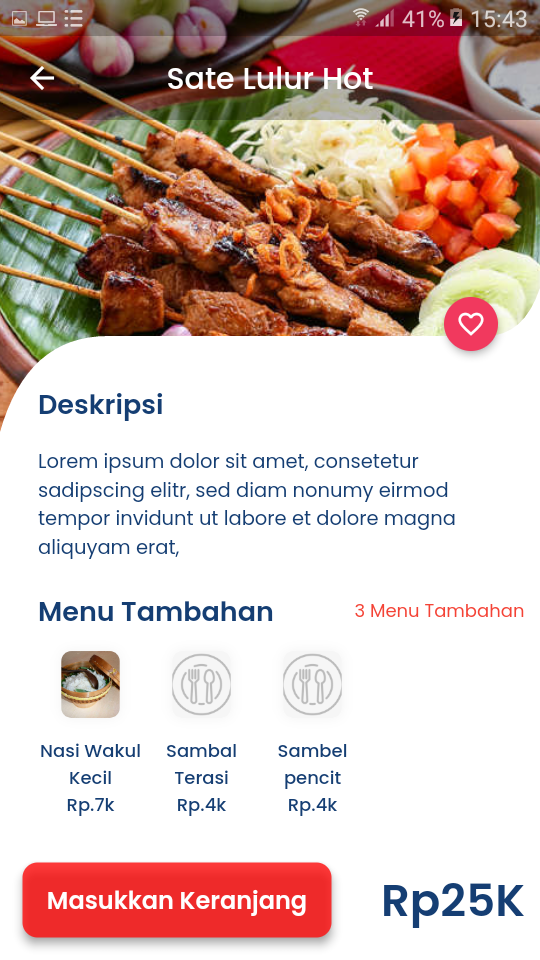 41% 15:43
Sate Lulur Hot
Deskripsi
Lorem ipsum dolor sit amet, consetetur
sadipscing elitr, sed diam nonumy eirmod
tempor invidunt ut labore et dolore magna
aliquyam erat,
Menu Tambahan 3 Menu Tambahan
Nasi Wakul Sambal Sambel
Kecil Terasi pencit
Rp.7k Rp.4k Rp.4k
Masukkan Keranjang Rp25K